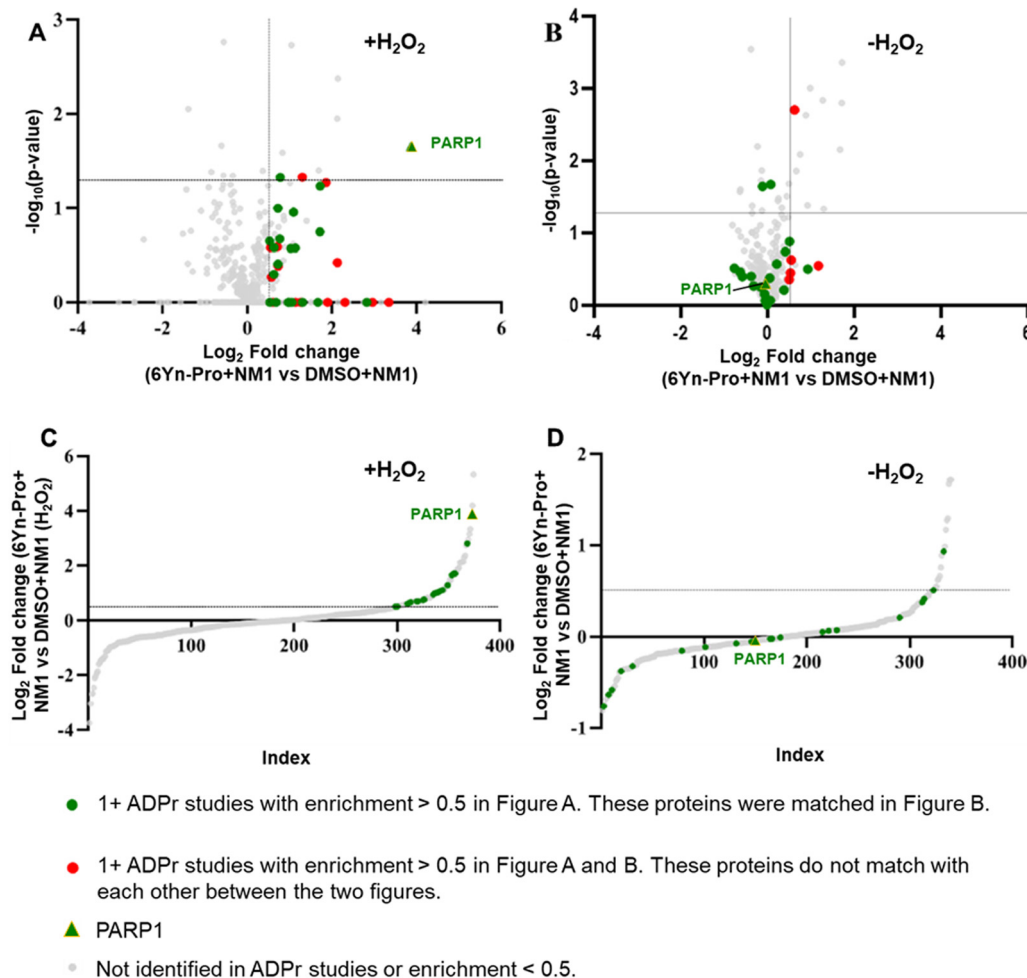 A
+H₂O₂
PARP1
3
2
1
0
-4
-2
0
2
4
6
-log₁₀(p-value)
Log₂ Fold change
(6Yn-Pro+NM1 vs DMSO+NM1)
B
-H₂O₂
PARP1
4
3
2
1
0
-4
-2
0
2
4
6
-log₁₀(p-value)
Log₂ Fold change
(6Yn-Pro+NM1 vs DMSO+NM1)
C
+H₂O₂
PARP1
6
4
2
0
-2
-4
100
200
300
400
Log₂ Fold change (6Yn-Pro+
NM1 vs DMSO+NM1 (H₂O₂)
Index
D
-H₂O₂
PARP1
2
1
0
-1
100
200
300
400
Log₂ Fold change (6Yn-Pro+
NM1 vs DMSO+NM1)
Index
1+ ADPr studies with enrichment > 0.5 in Figure A. These proteins were matched in Figure B.
1+ ADPr studies with enrichment > 0.5 in Figure A and B. These proteins do not match with
each other between the two figures.
PARP1
Not identified in ADPr studies or enrichment < 0.5.